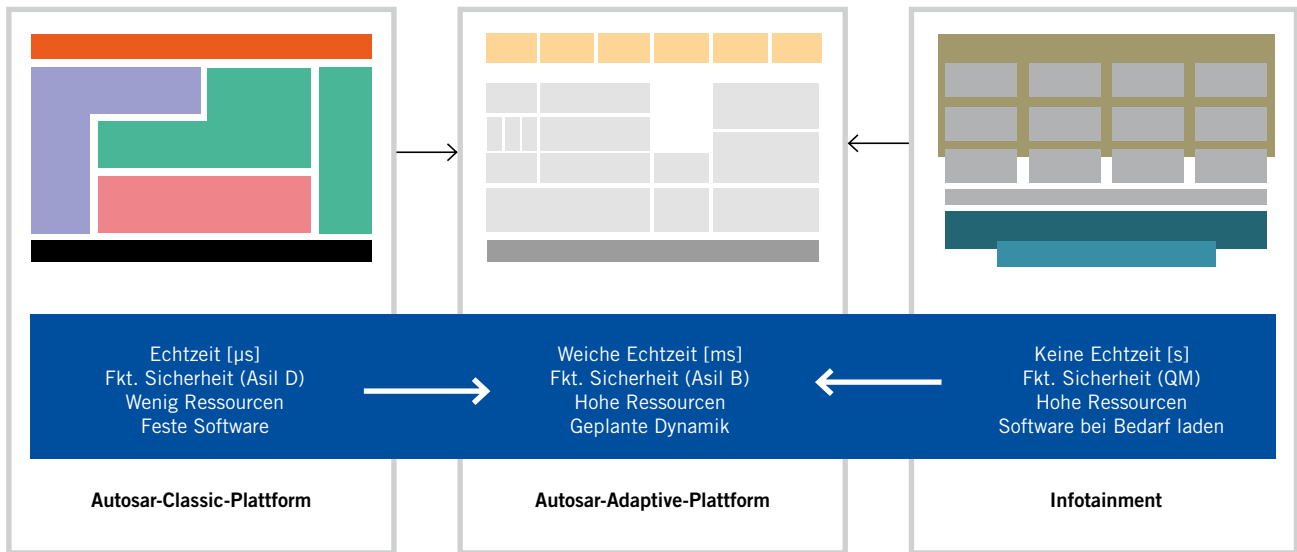 Echtzeit [µs]
Fkt. Sicherheit (Asil D)
Wenig Ressourcen
Feste Software
Weiche Echtzeit [ms]
Fkt. Sicherheit (Asil B)
Hohe Ressourcen
Geplante Dynamik
Keine Echtzeit [s]
Fkt. Sicherheit (QM)
Hohe Ressourcen
Software bei Bedarf laden
Autosar-Classic-Plattform
Autosar-Adaptive-Plattform
Infotainment